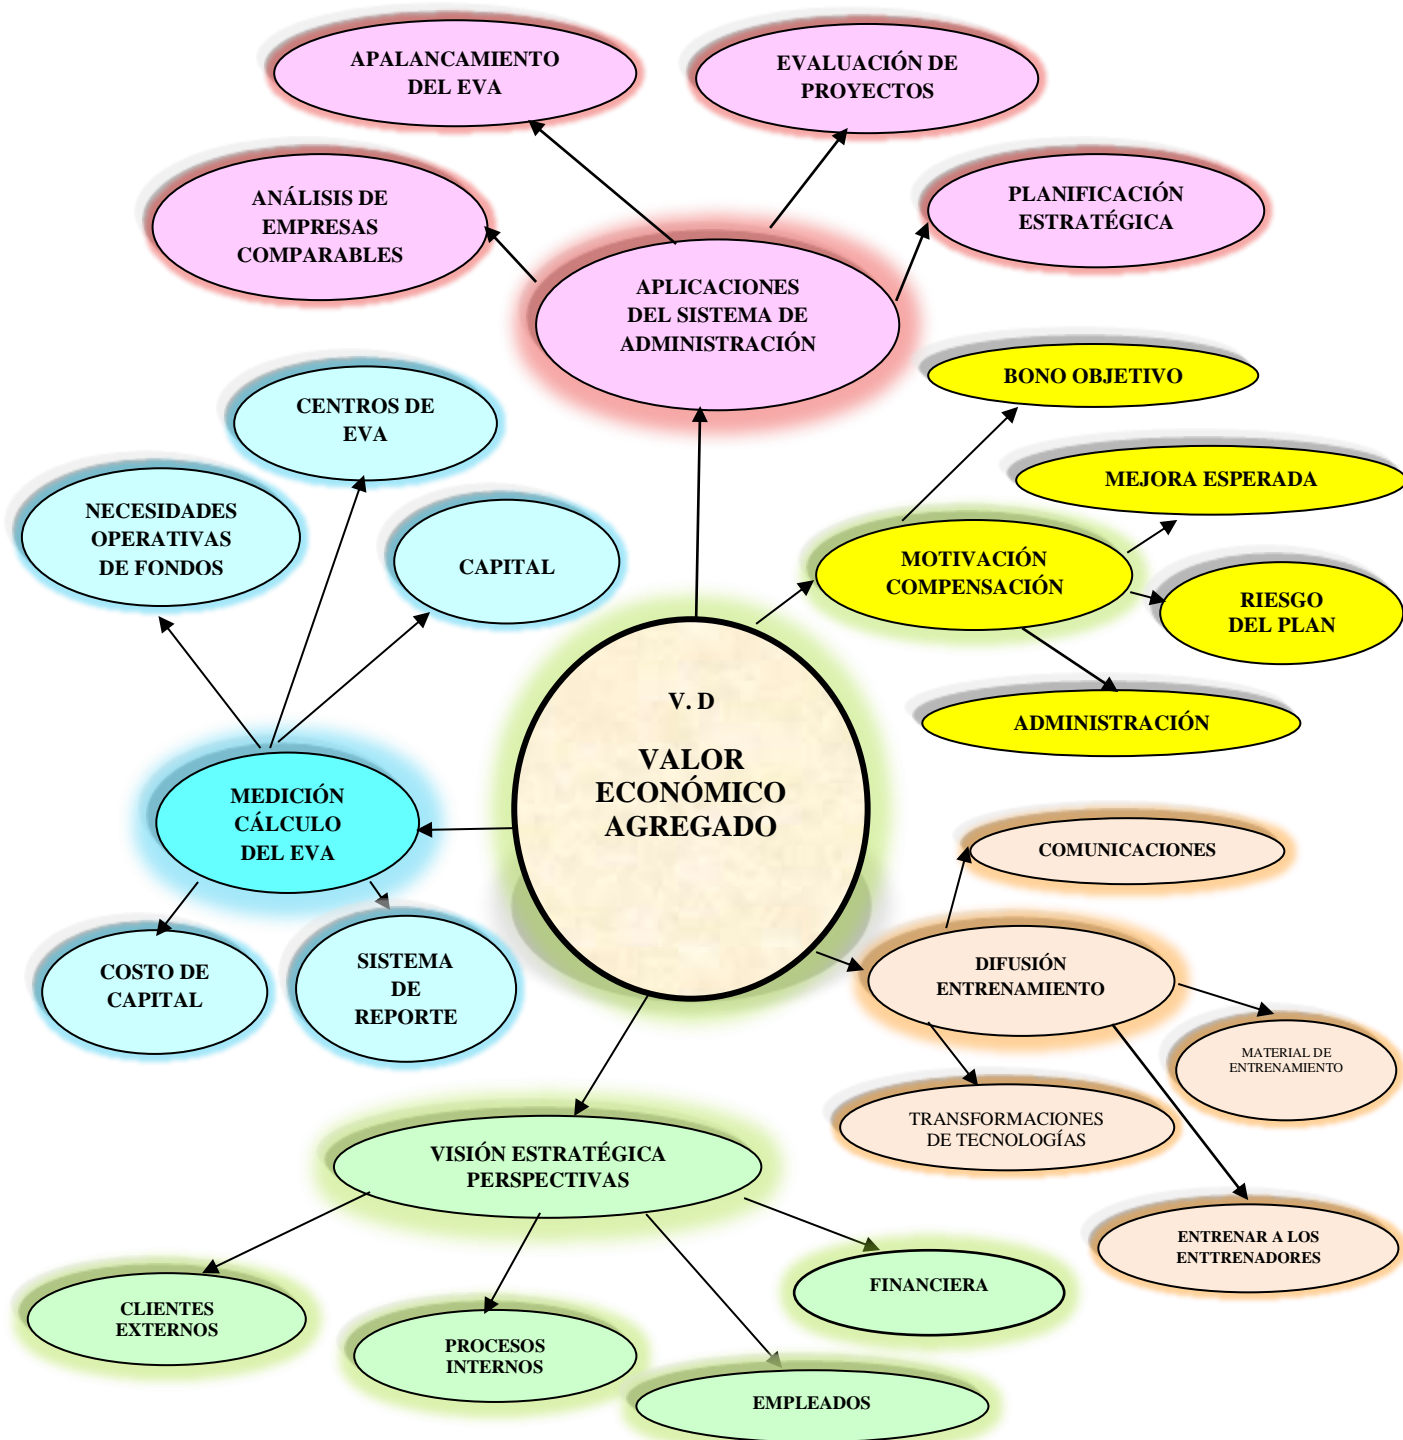 APALANCAMIENTO
DEL EVA
EVALUACIÓN DE
PROYECTOS
ANÁLISIS DE
EMPRESAS
COMPARABLES
PLANIFICACIÓN
ESTRATÉGICA
APLICACIONES
DEL SISTEMA DE
ADMINISTRACIÓN
BONO OBJETIVO
CENTROS DE
EVA
MEJORA ESPERADA
NECESIDADES
OPERATIVAS
DE FONDOS
CAPITAL
MOTIVACIÓN
COMPENSACIÓN
RIESGO
DEL PLAN
ADMINISTRACIÓN
V. D
VALOR
ECONÓMICO
AGREGADO
MEDICIÓN
CÁLCULO
DEL EVA
COMUNICACIONES
COSTO DE
CAPITAL
SISTEMA
DE
REPORTE
DIFUSIÓN
ENTRENAMIENTO
MATERIAL DE
ENTRENAMIENTO
TRANSFORMACIONES
DE TECNOLOGÍAS
VISIÓN ESTRATÉGICA
PERSPECTIVAS
ENTRENAR A LOS
ENTTRENADORES
FINANCIERA
CLIENTES
EXTERNOS
PROCESOS
INTERNOS
EMPLEADOS